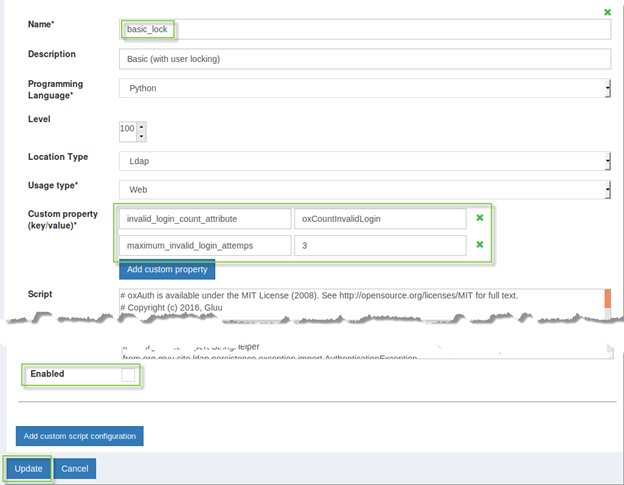 Name*
basic_lock
Description
Basic (with user locking)
Programming
Language*
Python
Level
100
Location Type
Ldap
Usage type*
Web
Custom property
(key/value)*
invalid_login_count_attribute
oxCountInvalidLogin
maximum_invalid_login_attemps
3
Add custom property
Script
# oxAuth is available under the MIT License (2008). See http://opensource.org/licenses/MIT for full text.
# Copyright (c) 2016, Gluu
from org.gluu.site.ldap.persistence.exception import AuthenticationException
Enabled
Add custom script configuration
Update
Cancel